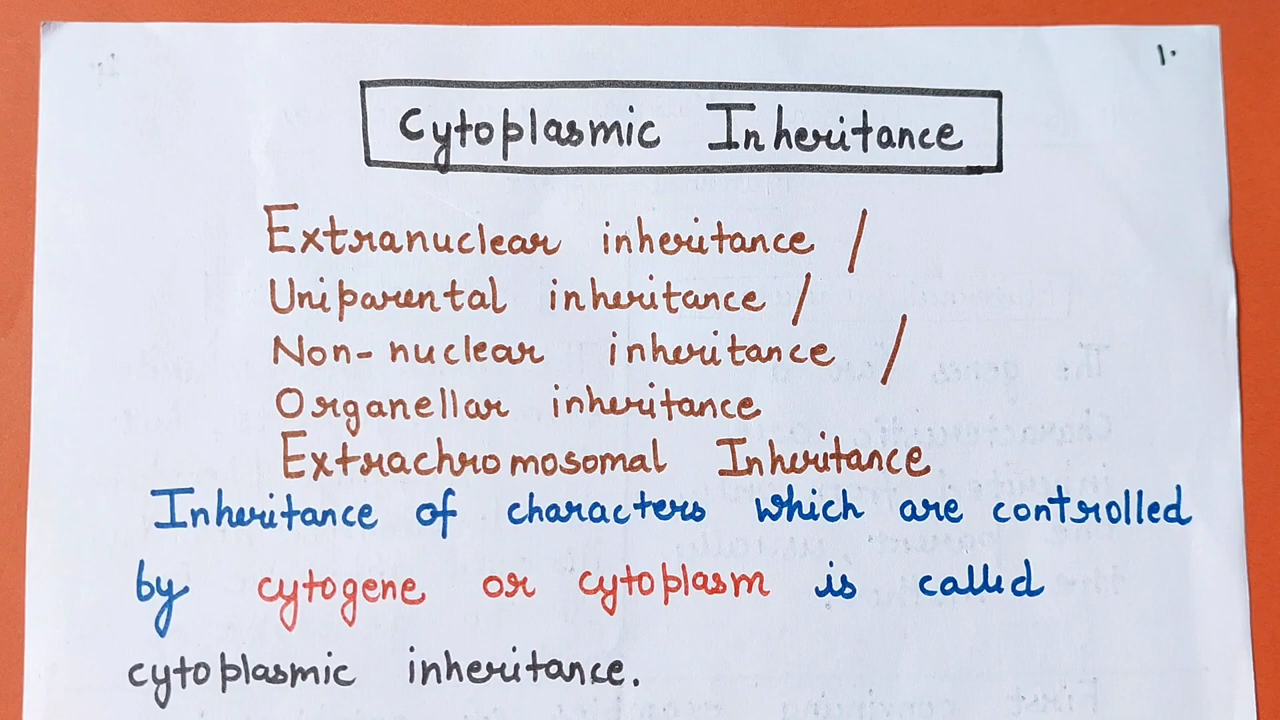 1.
Cytoplasmic Inheritance
Extranuclear inheritance /
Uniparental inheritance /
Non-nuclear inheritance /
Organellar inheritance
Extrachromosomal Inheritance
Inheritance of characters which are controlled
by cytogene or cytoplasm is called
cytoplasmic inheritance.